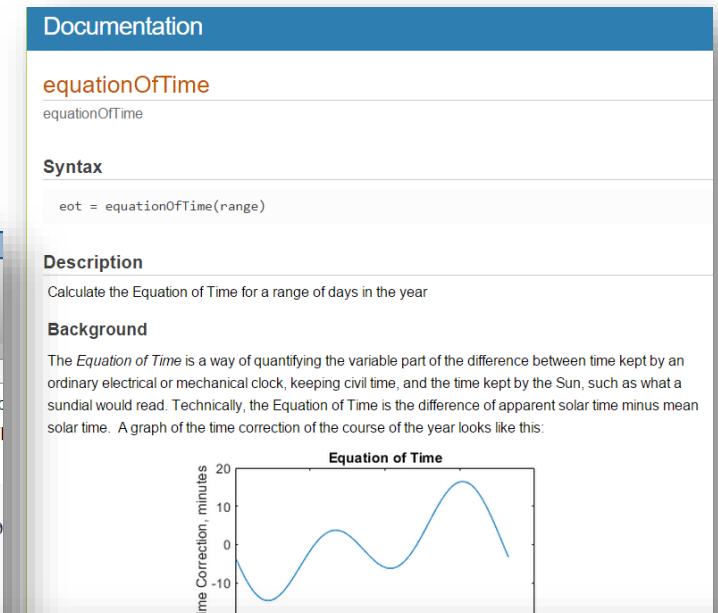 Documentation
equationOfTime
equationOfTime
Syntax
eot = equationOfTime(range)
Description
Calculate the Equation of Time for a range of days in the year
Background
The Equation of Time is a way of quantifying the variable part of the difference between time kept by an
ordinary electrical or mechanical clock, keeping civil time, and the time kept by the Sun, such as what a
sundial would read. Technically, the Equation of Time is the difference of apparent solar time minus mean
solar time. A graph of the time correction of the course of the year looks like this:
Equation of Time
Correction, minutes
20
10
0
-10